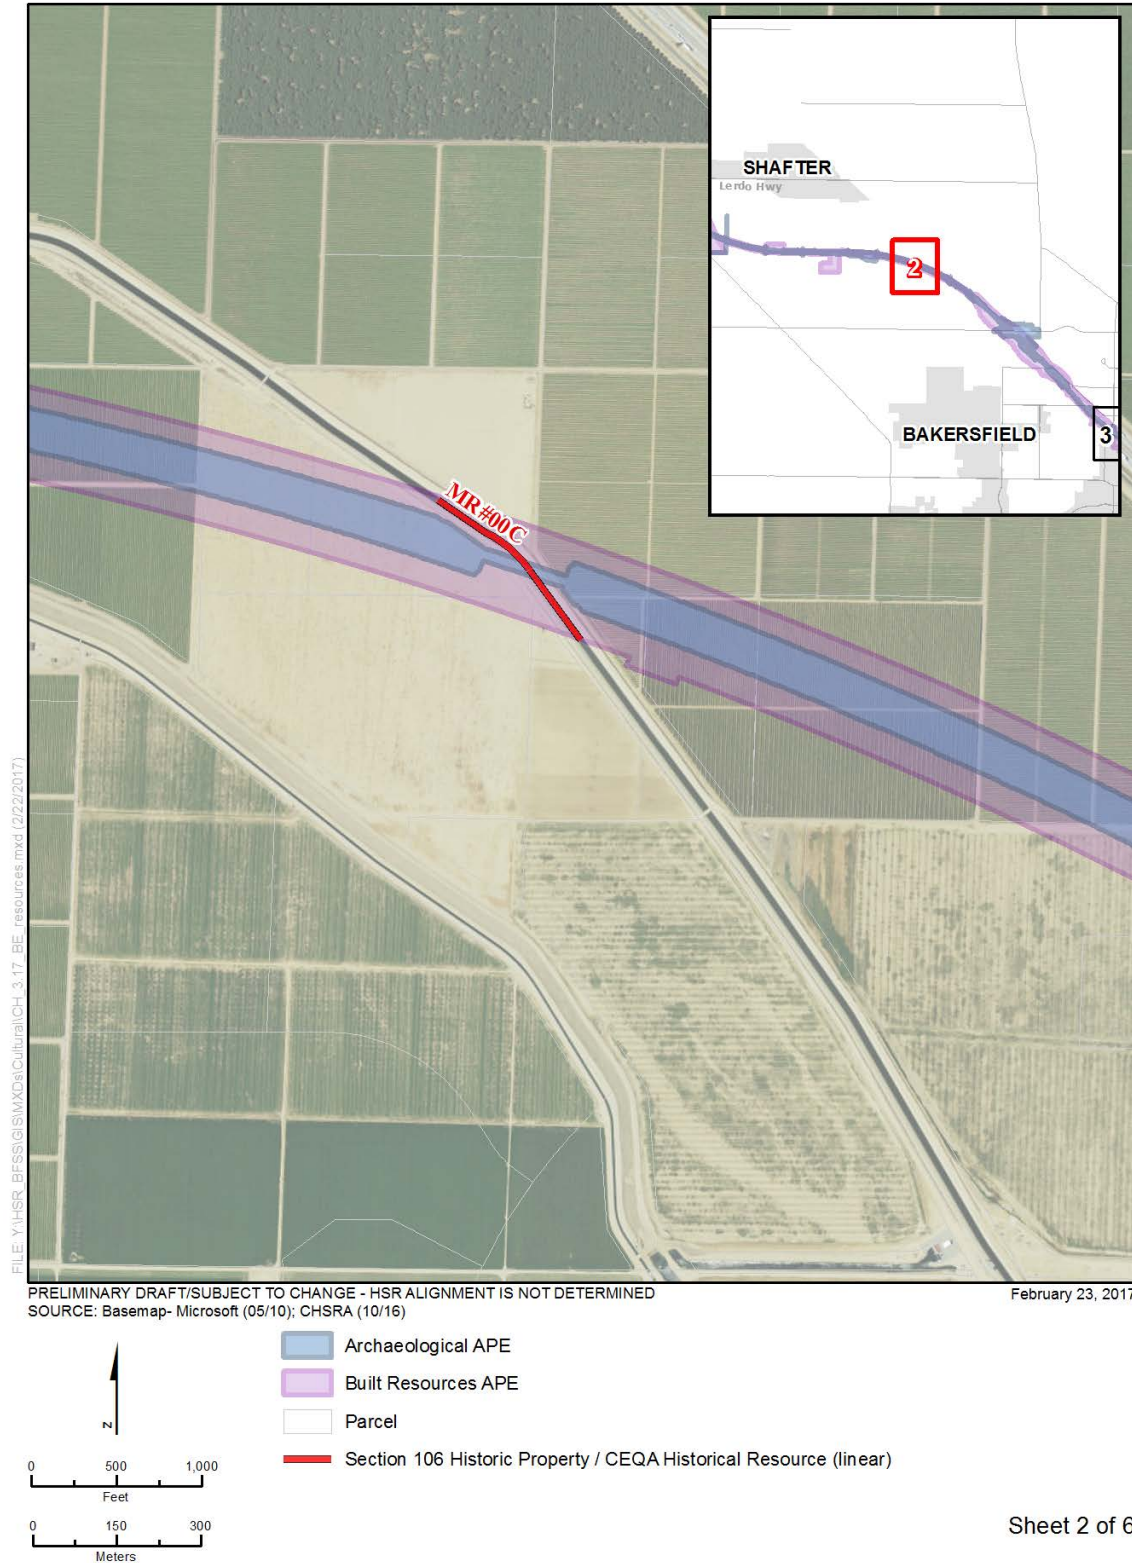 SHAFTER
Lerdo Hwy
2
BAKERSFIELD
3
MR#00C
FILE: Y:\HSR_BFSS\GIS\MXDs\Cultural\CH_3.17_BE_resources.mxd (2/22/2017)
PRELIMINARY DRAFT/SUBJECT TO CHANGE - HSR ALIGNMENT IS NOT DETERMINED
SOURCE: Basemap- Microsoft (05/10); CHSRA (10/16)
February 23, 2017
Archaeological APE
Built Resources APE
Parcel
Section 106 Historic Property / CEQA Historical Resource (linear)
N
0 500 1,000
Feet
0 150 300
Meters
Sheet 2 of 6